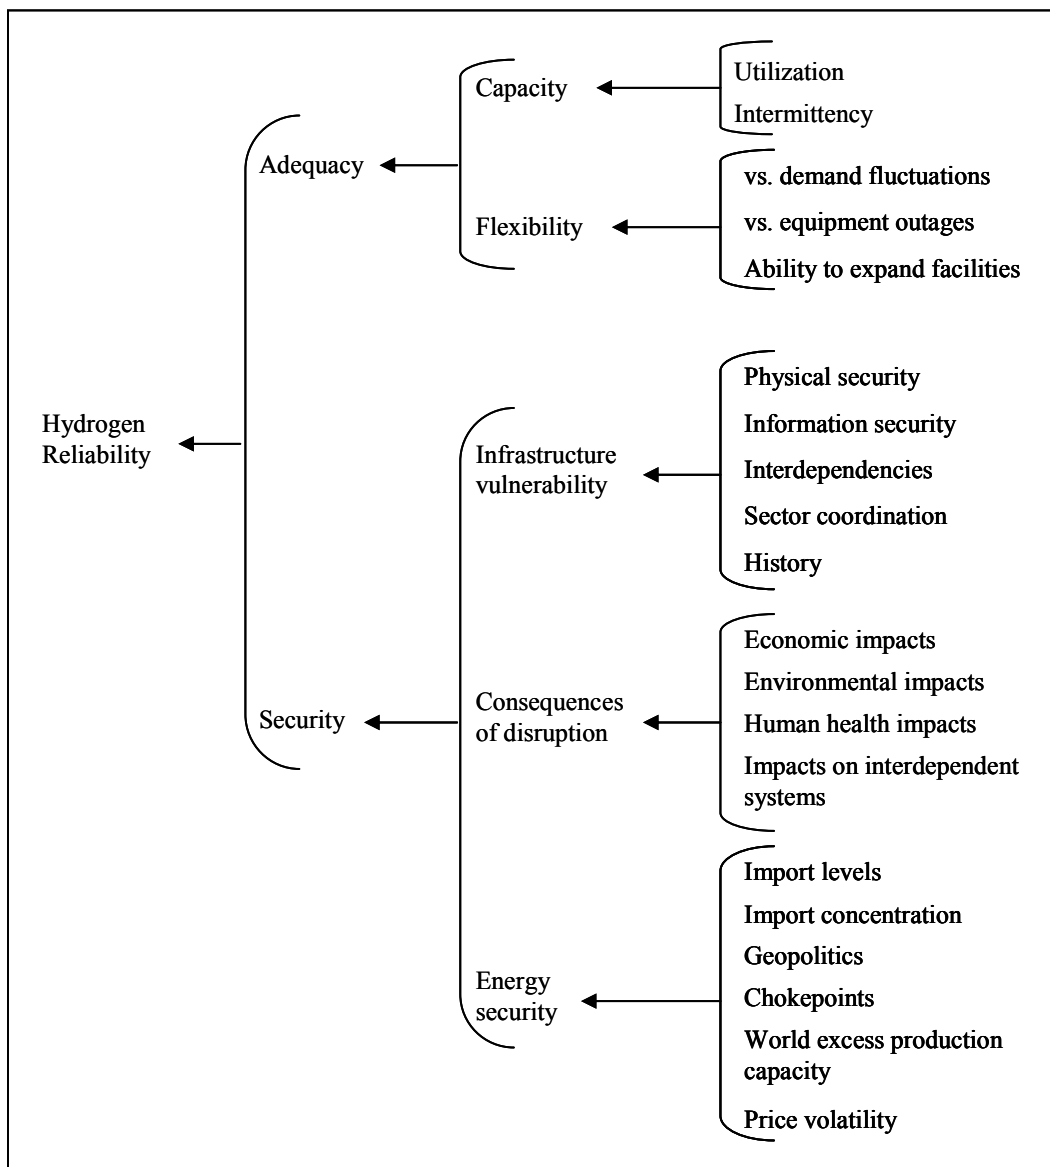 Utilization
Capacity
Intermittency
Adequacy
vs. demand fluctuations
vs. equipment outages
Flexibility
Ability to expand facilities
Physical security
Hydrogen
Reliability
Information security
Infrastructure
vulnerability
Interdependencies
Sector coordination
History
Economic impacts
Environmental impacts
Security
Consequences
of disruption
Human health impacts
Impacts on interdependent
systems
Import levels
Import concentration
Geopolitics
Energy
security
Chokepoints
World excess production
capacity
Price volatility